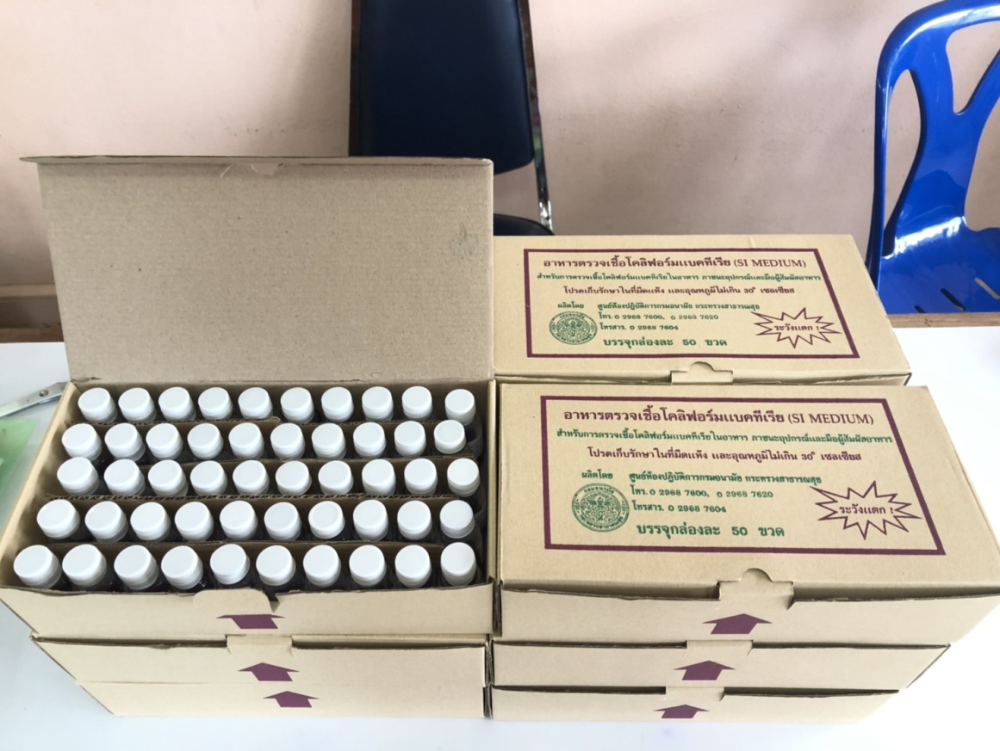 อาหารตรวจเชื้อโคลิฟอร์มแบคทีเรีย (SI MEDIUM)
สำหรับการตรวจเชื้อโคลิฟอร์มแบคทีเรียในอาหาร ภาชนะอุปกรณ์และมือผู้สัมผัสอาหาร
โปรดเก็บรักษาในที่มืดแห้ง และอุณหภูมิไม่เกิน 30° เซลเซียส
ผลิตโดย ศูนย์ห้องปฏิบัติการกรมอนามัย กระทรวงสาธารณสุข
โทร. 0 2968 7600, 0 2968 7620
โทรสาร. 0 2968 7604
ระวังแตก !
บรรจุกล่องละ 50 ขวด
อาหารตรวจเชื้อโคลิฟอร์มแบคทีเรีย (SI MEDIUM)
สำหรับการตรวจเชื้อโคลิฟอร์มแบคทีเรียในอาหาร ภาชนะอุปกรณ์และมือผู้สัมผัสอาหาร
โปรดเก็บรักษาในที่มืดแห้ง และอุณหภูมิไม่เกิน 30° เซลเซียส
ผลิตโดย ศูนย์ห้องปฏิบัติการกรมอนามัย กระทรวงสาธารณสุข
โทร. 0 2968 7600, 0 2968 7620
โทรสาร. 0 2968 7604
ระวังแตก !
บรรจุกล่องละ 50 ขวด